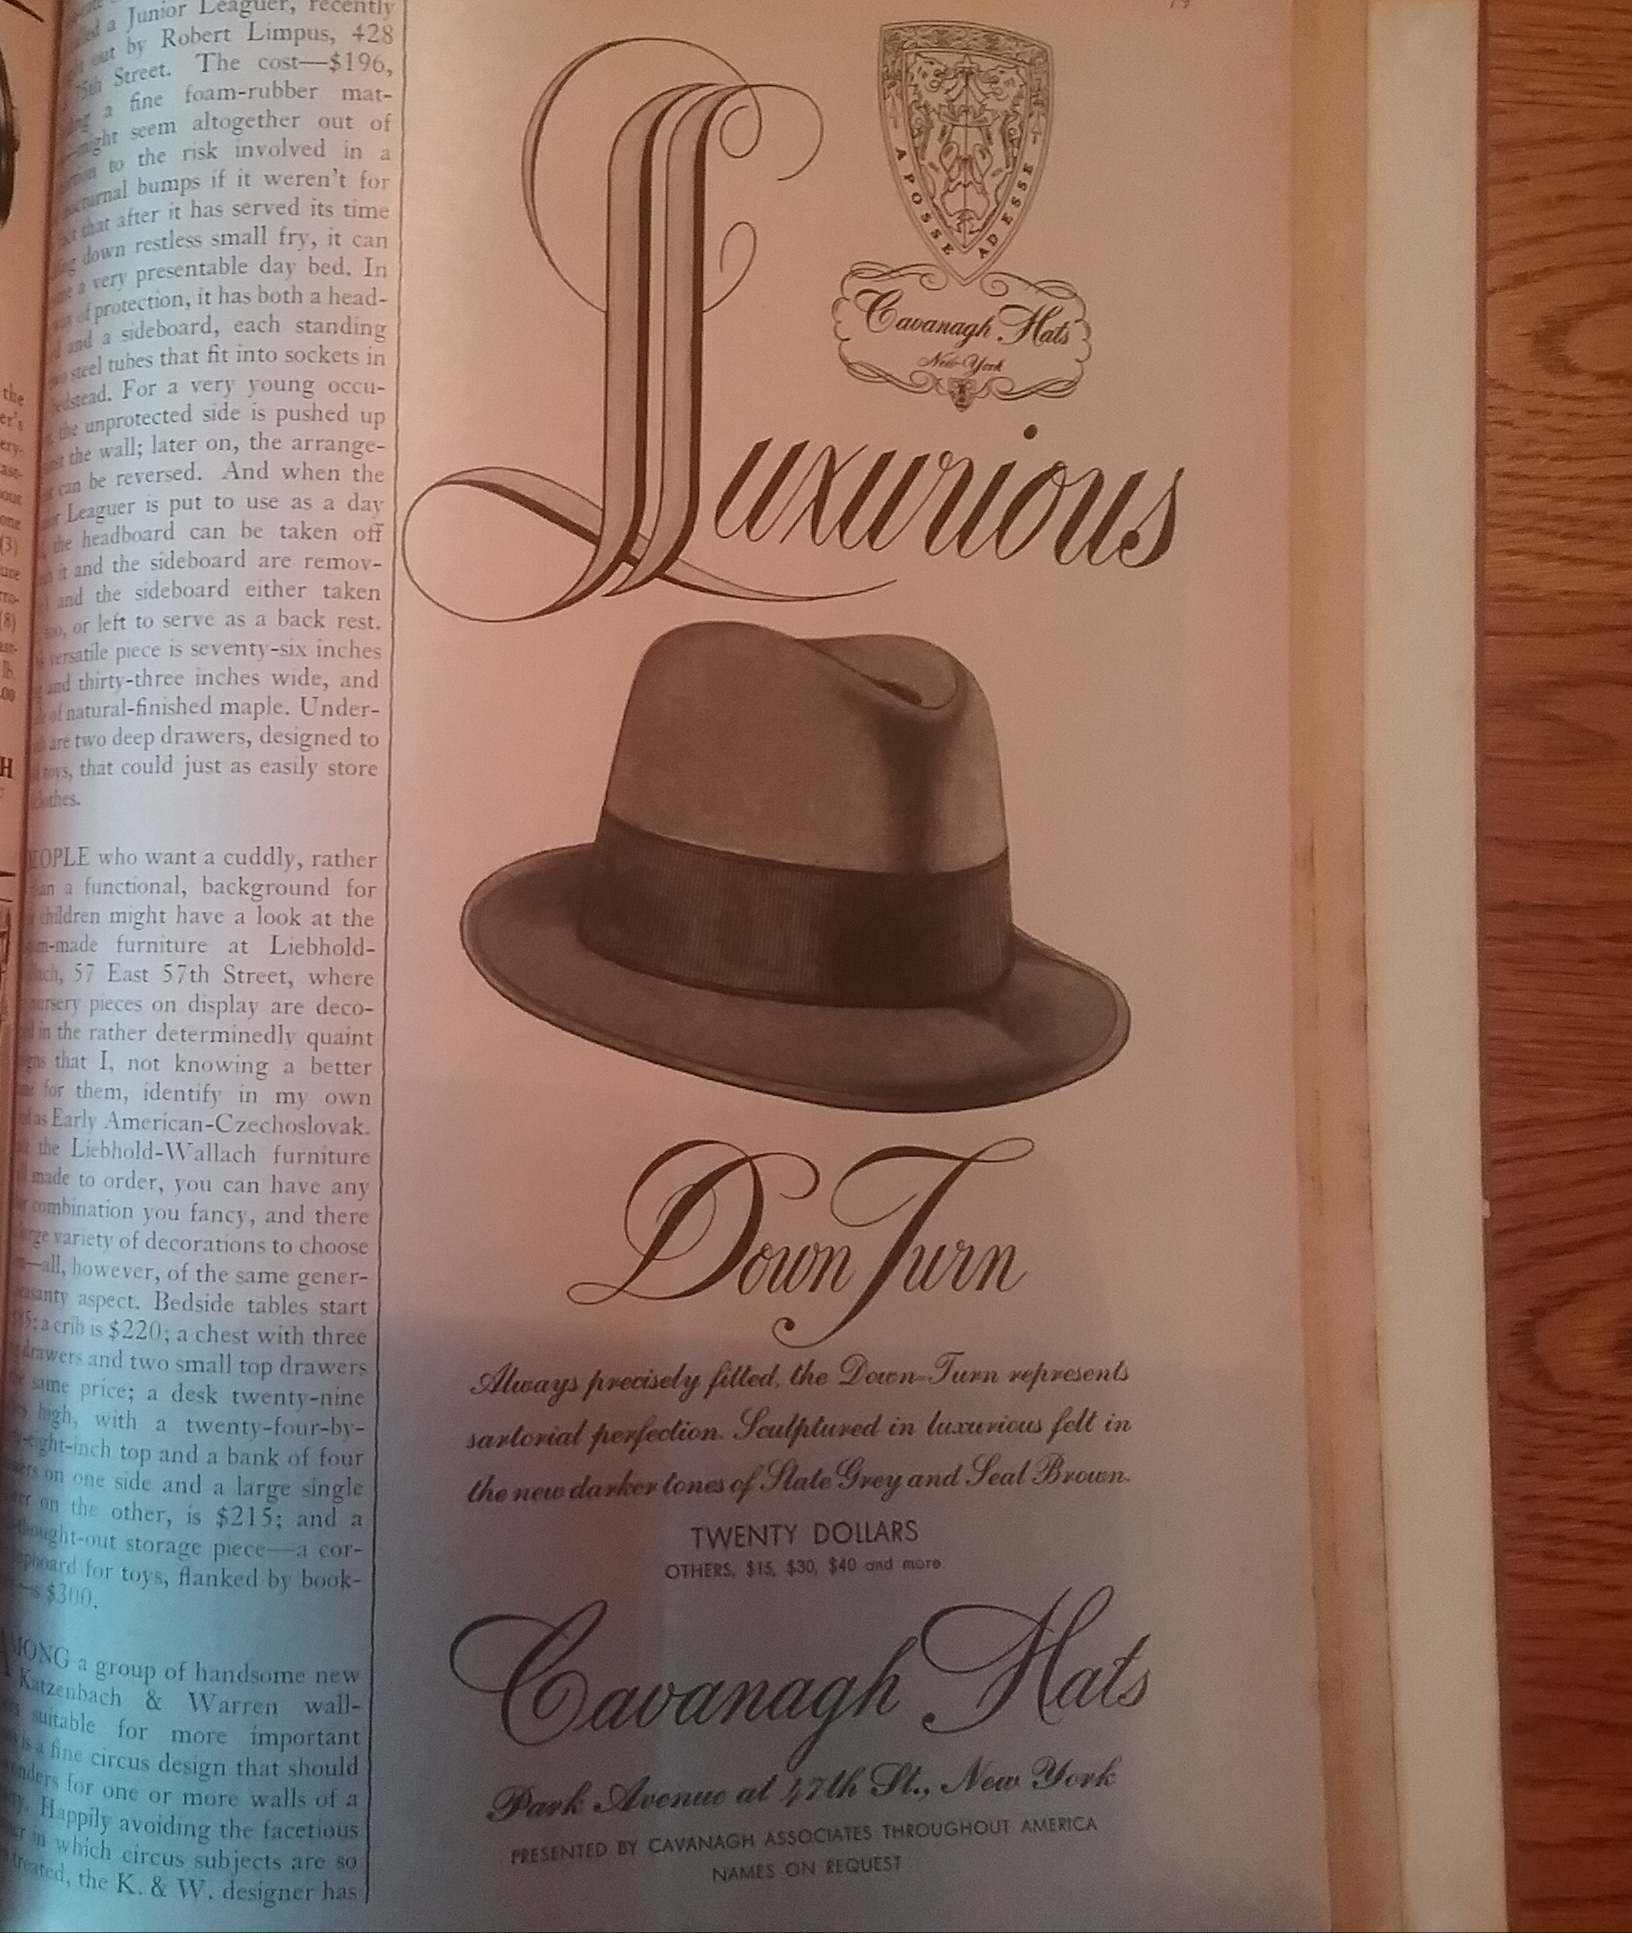 a Junior Leaguer, recently
out by Robert Limpus, 428
75th Street. The cost—$196,
a fine foam-rubber mat-
might seem altogether out of
to the risk involved in a
nocturnal bumps if it weren't for
that after it has served its time
down restless small fry, it can
a very presentable day bed. In
of protection, it has both a head-
and a sideboard, each standing
steel tubes that fit into sockets in
bedstead. For a very young occu-
the unprotected side is pushed up
the wall; later on, the arrange-
can be reversed. And when the
Leaguer is put to use as a day
the headboard can be taken off
it and the sideboard are remov-
and the sideboard either taken
too, or left to serve as a back rest.
versatile piece is seventy-six inches
and thirty-three inches wide, and
of natural-finished maple. Under-
are two deep drawers, designed to
toys, that could just as easily store
clothes.
PEOPLE who want a cuddly, rather
than a functional, background for
children might have a look at the
furniture at Liebhold-
57 East 57th Street, where
nursery pieces on display are deco-
in the rather determinedly quaint
that I, not knowing a better
for them, identify in my own
as Early American-Czechoslovak.
the Liebhold-Wallach furniture
made to order, you can have any
combination you fancy, and there
variety of decorations to choose
—all, however, of the same gener-
aspect. Bedside tables start
a crib is $220; a chest with three
drawers and two small top drawers
same price; a desk twenty-nine
high, with a twenty-four-by-
top and a bank of four
on one side and a large single
on the other, is $215; and a
storage piece—a cor-
for toys, flanked by book-
is $300.
AMONG a group of handsome new
Katzenbach & Warren wall-
suitable for more important
is a fine circus design that should
for one or more walls of a
Happily avoiding the facetious
in which circus subjects are so
treated, the K. & W. designer has
A POSSE AD ESSE
Cavanagh Hats
New York
Luxurious
Down Turn
Always precisely fitted, the Down-Turn represents
sartorial perfection. Sculptured in luxurious felt in
the new darker tones of Slate Grey and Seal Brown.
TWENTY DOLLARS
OTHERS, $15, $30, $40 and more
Cavanagh Hats
Park Avenue at 47th St., New York
PRESENTED BY CAVANAGH ASSOCIATES THROUGHOUT AMERICA
NAMES ON REQUEST